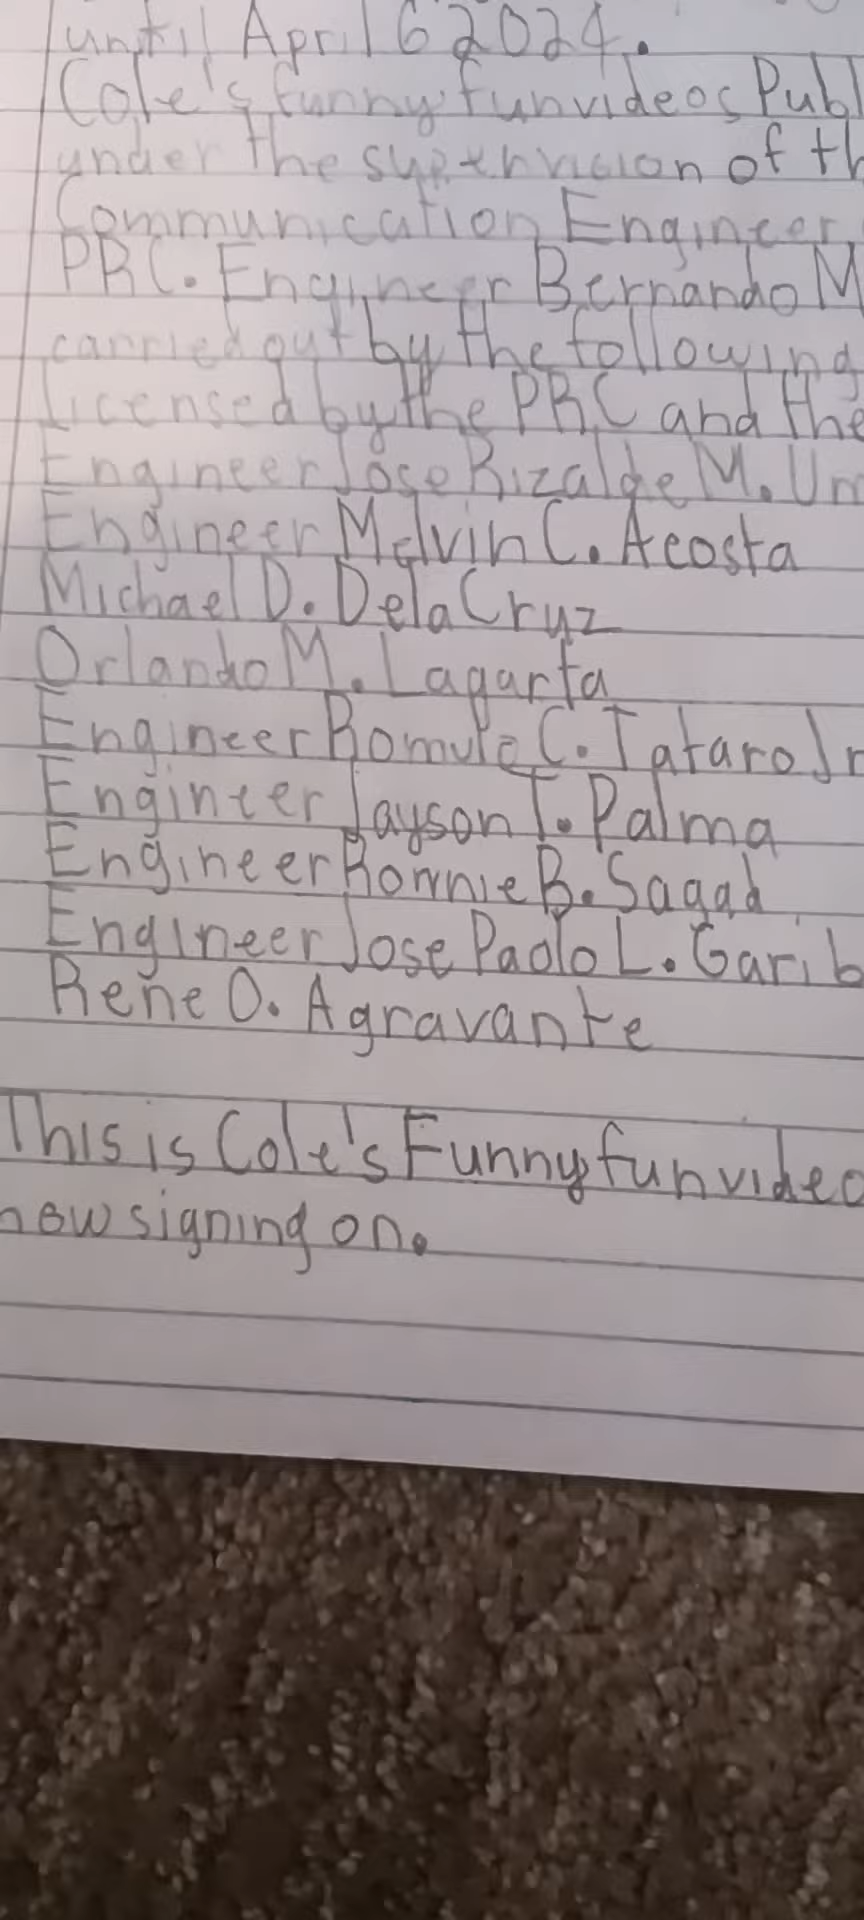 until April 6 2024.
Cole's funny fun videos Publ
under the supervision of th
Communication Engineer
PRC. Engineer Bernando M
carried out by the following
licensed by the PRC and the
Engineer Jose Rizalde M. Um
Engineer Melvin C. Acosta
Michael D. Dela Cruz
Orlando M. Lagarta
Engineer Romulo C. Tataro Jr
Engineer Jayson T. Palma
Engineer Ronnie B. Sagad
Engineer Jose Paolo L. Garib
Rene O. Agravante
This is Cole's Funny fun video
now signing on.